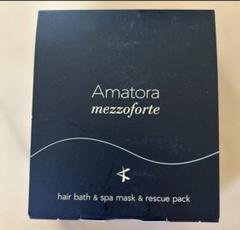 Amatora
mezzoforte
hair bath & spa mask & rescue pack